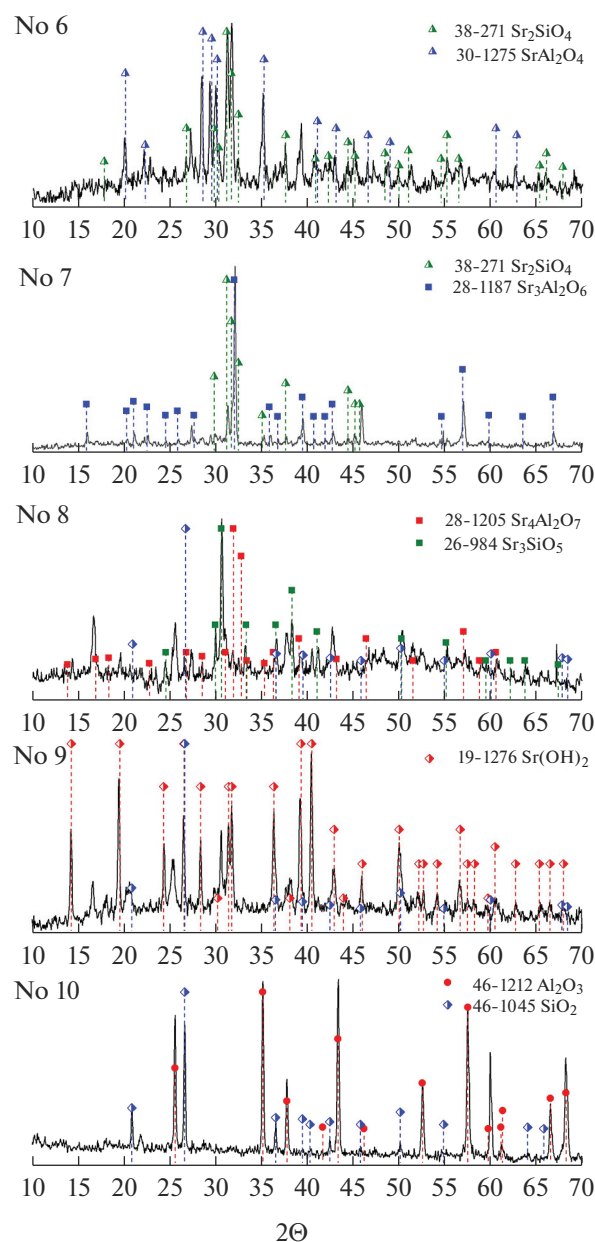 No 6
38-271 Sr₂SiO₄
30-1275 SrAl₂O₄
10 15 20 25 30 35 40 45 50 55 60 65 70
No 7
38-271 Sr₂SiO₄
28-1187 Sr₃Al₂O₆
10 15 20 25 30 35 40 45 50 55 60 65 70
No 8
28-1205 Sr₄Al₂O₇
26-984 Sr₃SiO₅
10 15 20 25 30 35 40 45 50 55 60 65 70
No 9
19-1276 Sr(OH)₂
10 15 20 25 30 35 40 45 50 55 60 65 70
No 10
46-1212 Al₂O₃
46-1045 SiO₂
10 15 20 25 30 35 40 45 50 55 60 65 70
2Θ